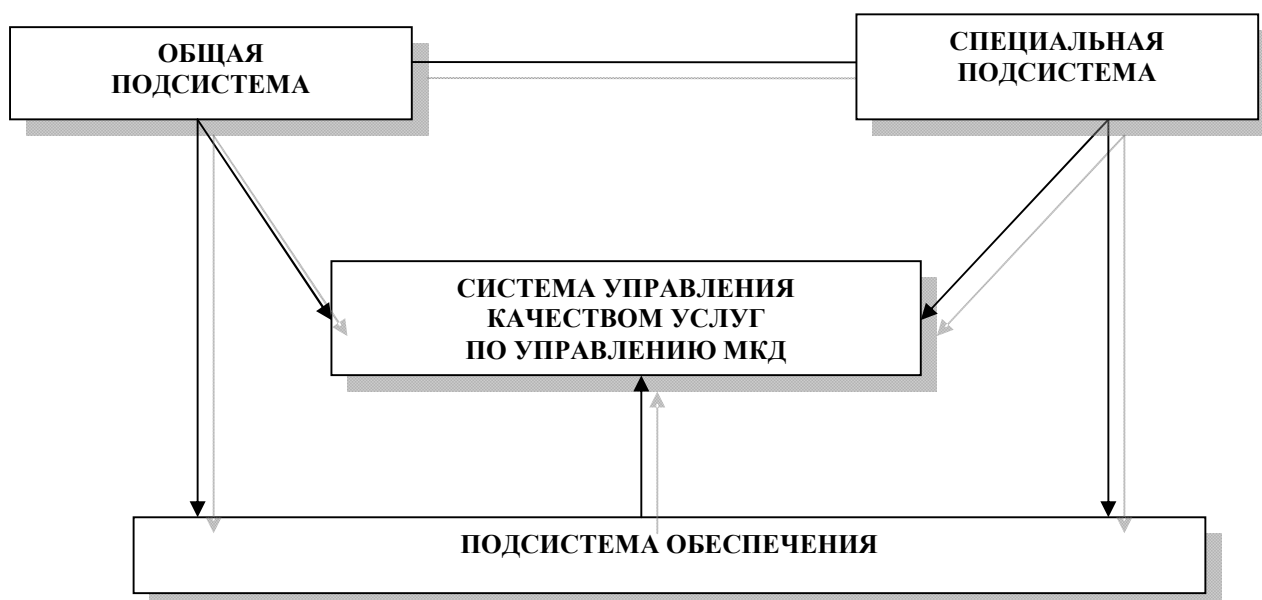 ОБЩАЯ
ПОДСИСТЕМА
СПЕЦИАЛЬНАЯ
ПОДСИСТЕМА
СИСТЕМА УПРАВЛЕНИЯ
КАЧЕСТВОМ УСЛУГ
ПО УПРАВЛЕНИЮ МКД
ПОДСИСТЕМА ОБЕСПЕЧЕНИЯ